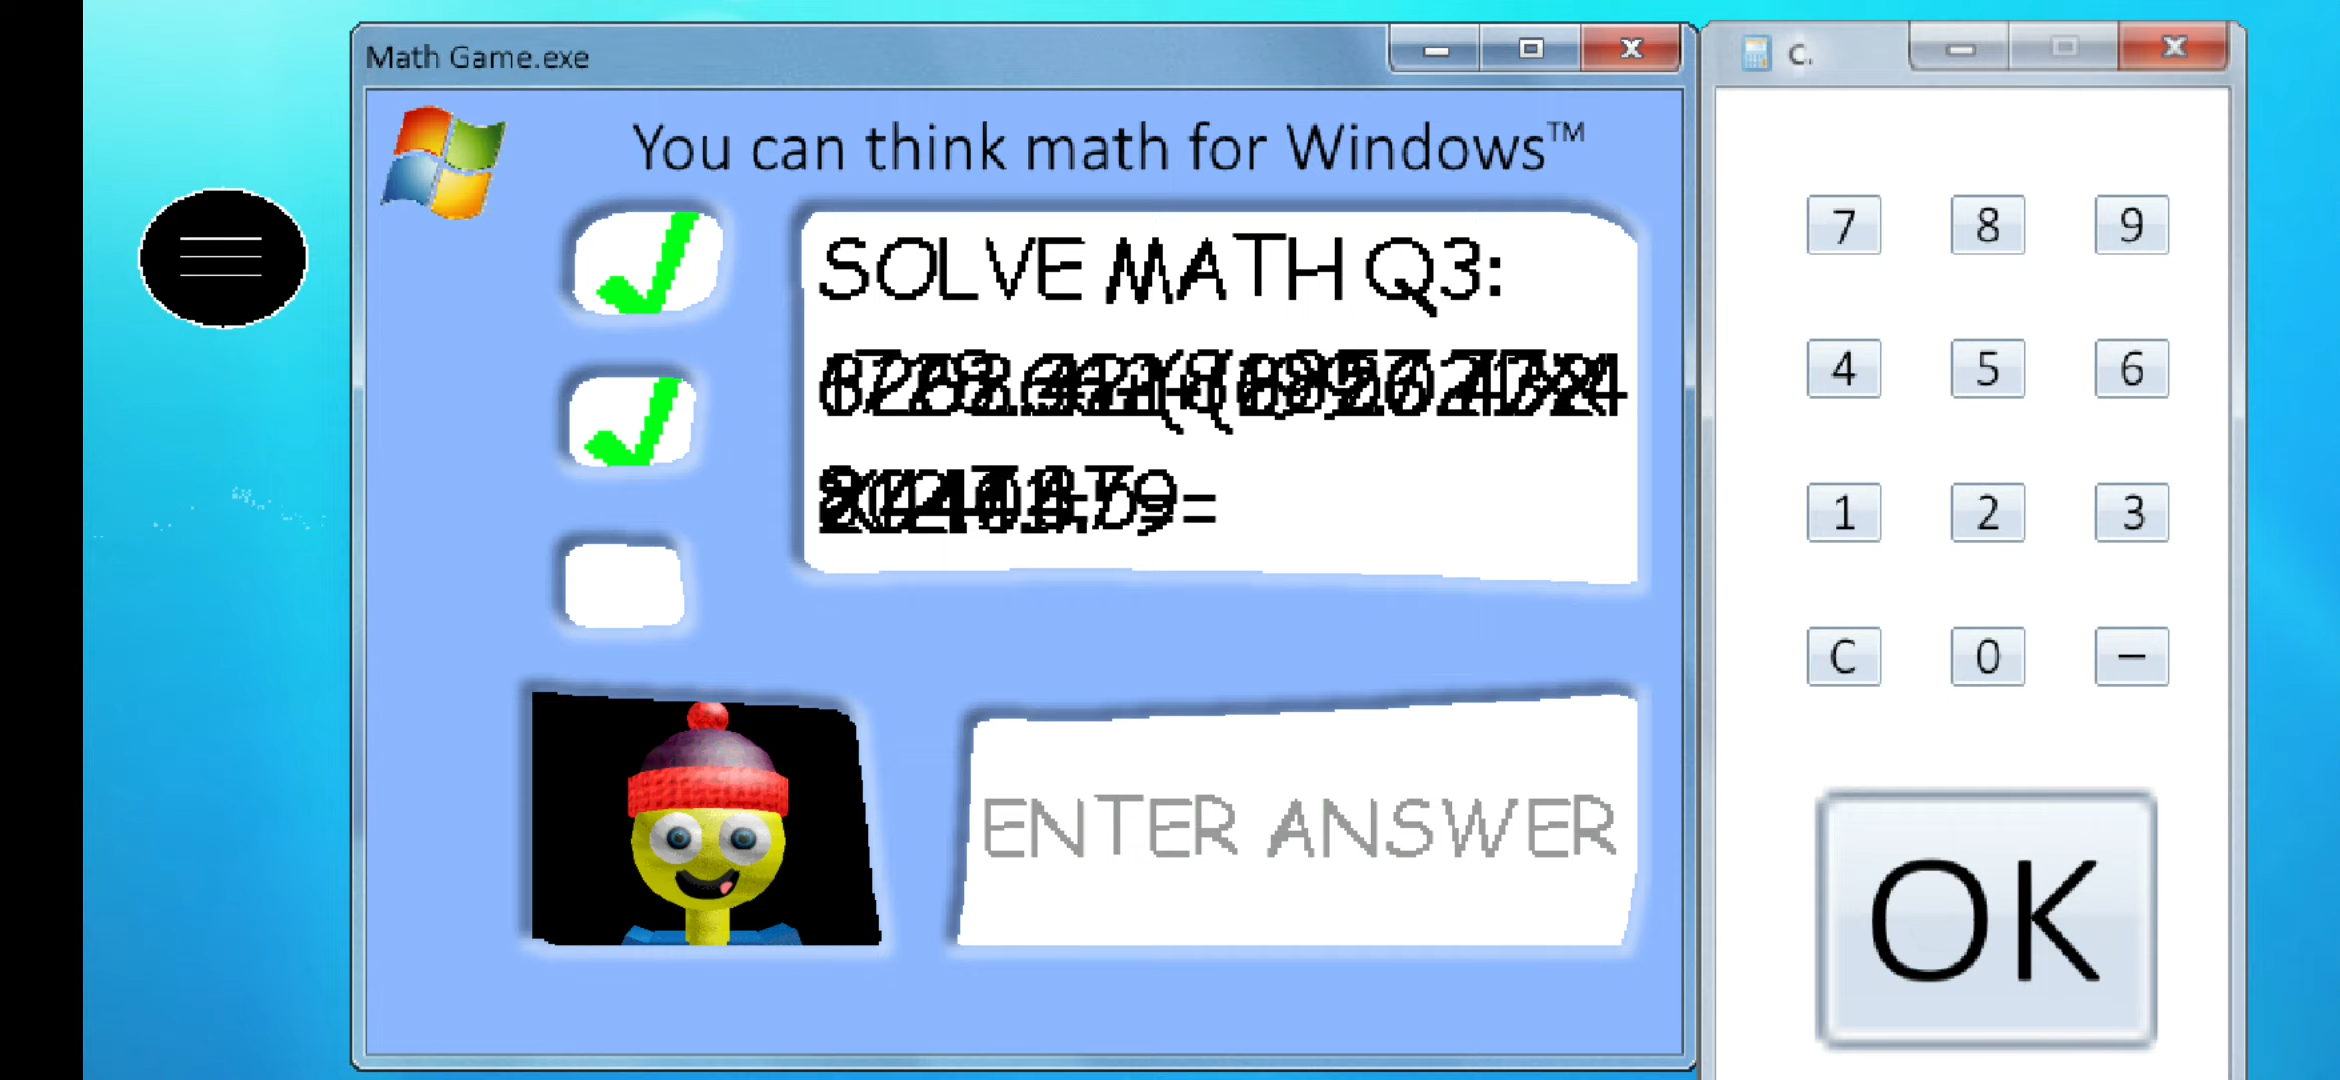 Math Game.exe
C.
You can think math for Windows™
SOLVE MATH Q3:
=
ENTER ANSWER
7 8 9
4 5 6
1 2 3
C 0 −
OK